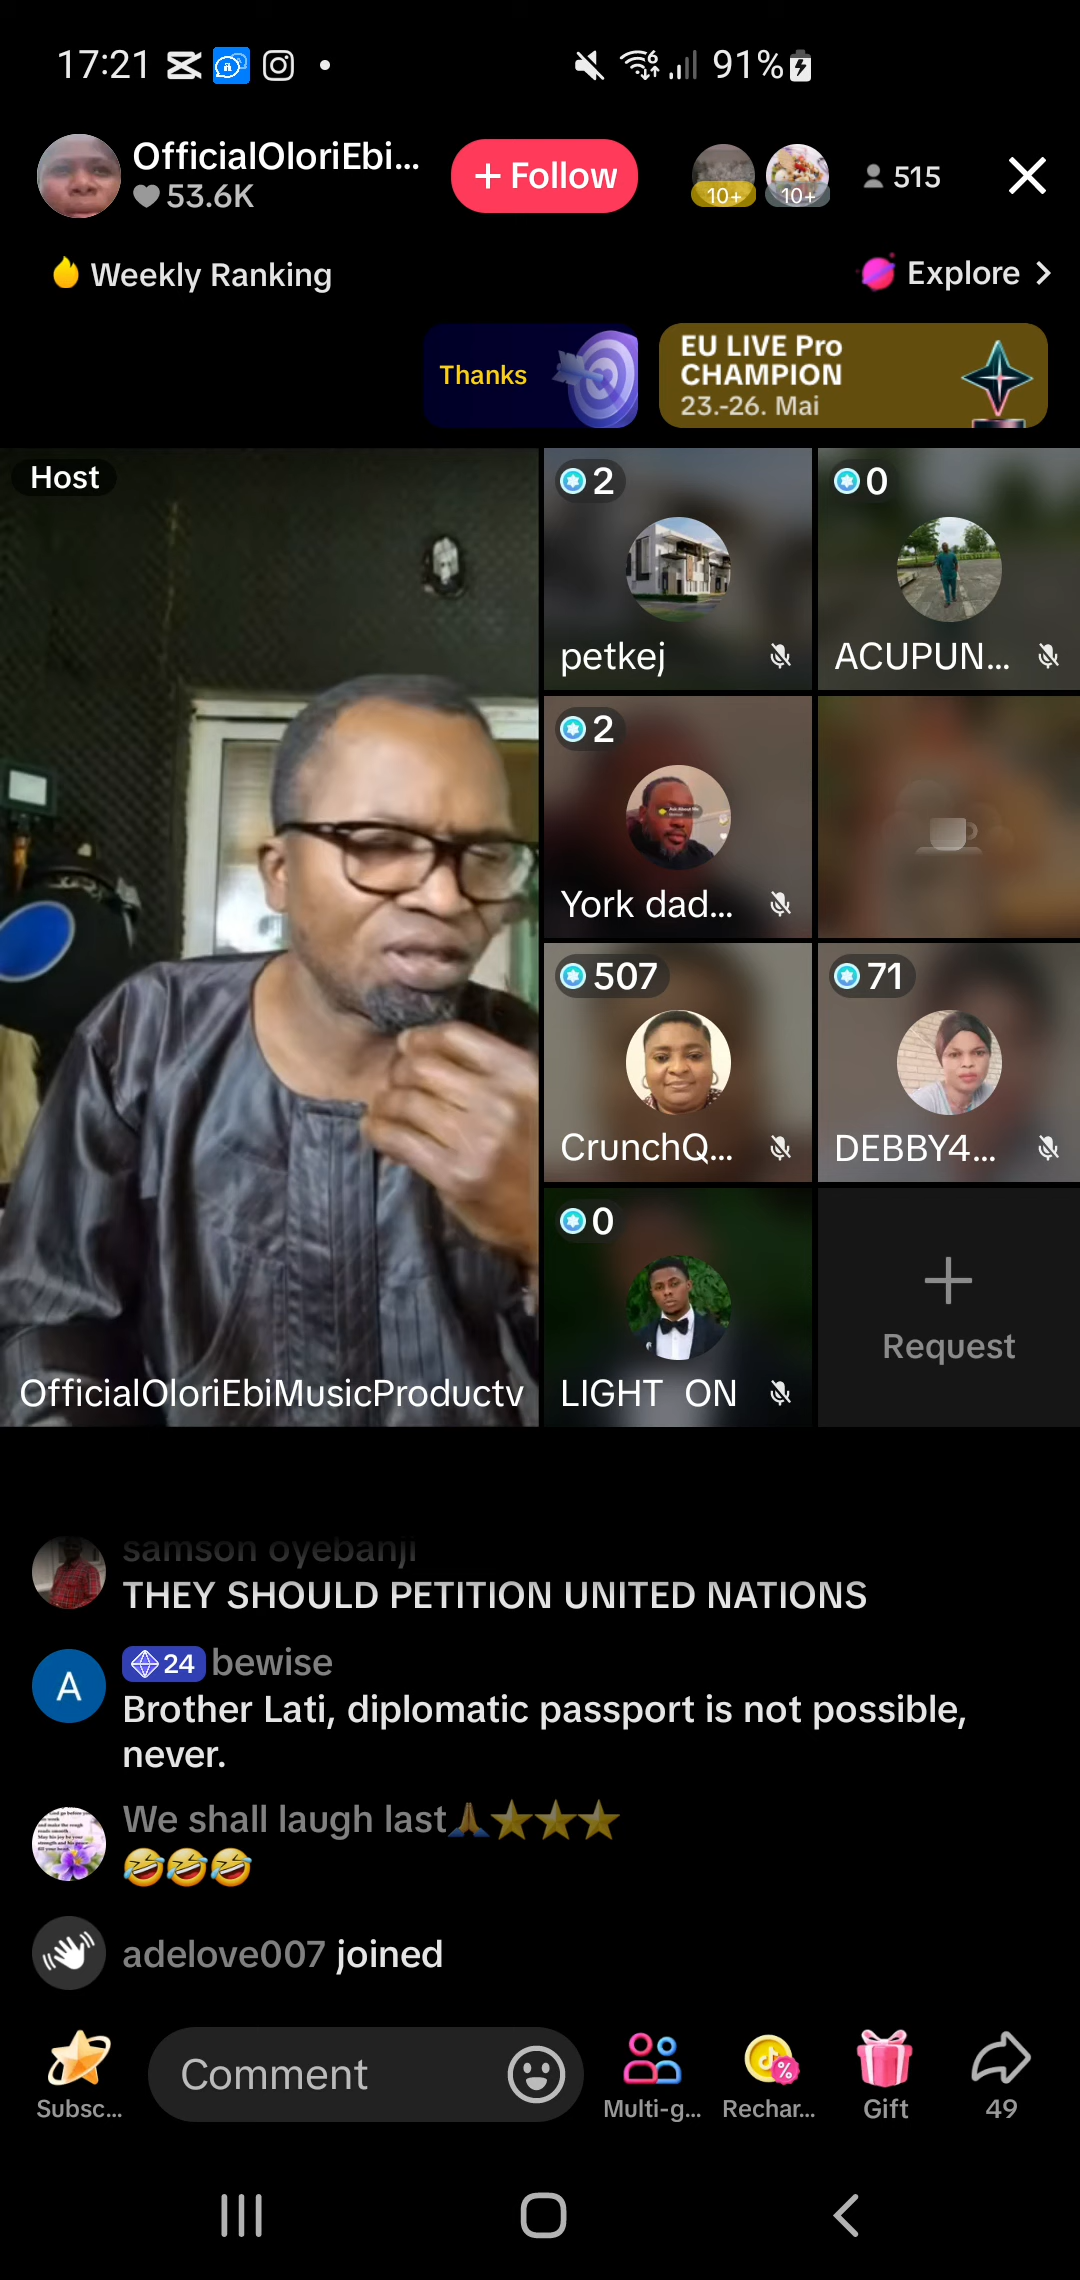 17:21
91%
OfficialOloriEbi...
53.6K
+ Follow
10+
10+
515
Weekly Ranking
Explore
Thanks
EU LIVE Pro
CHAMPION
23.-26. Mai
Host
2
petkej
0
ACUPUN...
2
York dad...
507
CrunchQ...
71
DEBBY4...
0
LIGHT ON
Request
OfficialOloriEbiMusicProductv
samson oyebanji
THEY SHOULD PETITION UNITED NATIONS
A
24 bewise
Brother Lati, diplomatic passport is not possible,
never.
We shall laugh last🙏⭐⭐⭐
🤣🤣🤣
adelove007 joined
Subsc...
Comment
Multi-g...
Rechar...
Gift
49